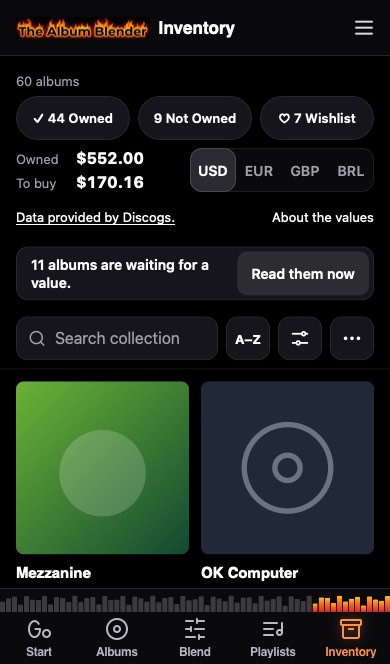 The Album Blender Inventory
60 albums
✓ 44 Owned 9 Not Owned ♡ 7 Wishlist
Owned $552.00
To buy $170.16
USD EUR GBP BRL
Data provided by Discogs. About the values
11 albums are waiting for a
value.
Read them now
Search collection A–Z
Mezzanine OK Computer
Start Albums Blend Playlists Inventory